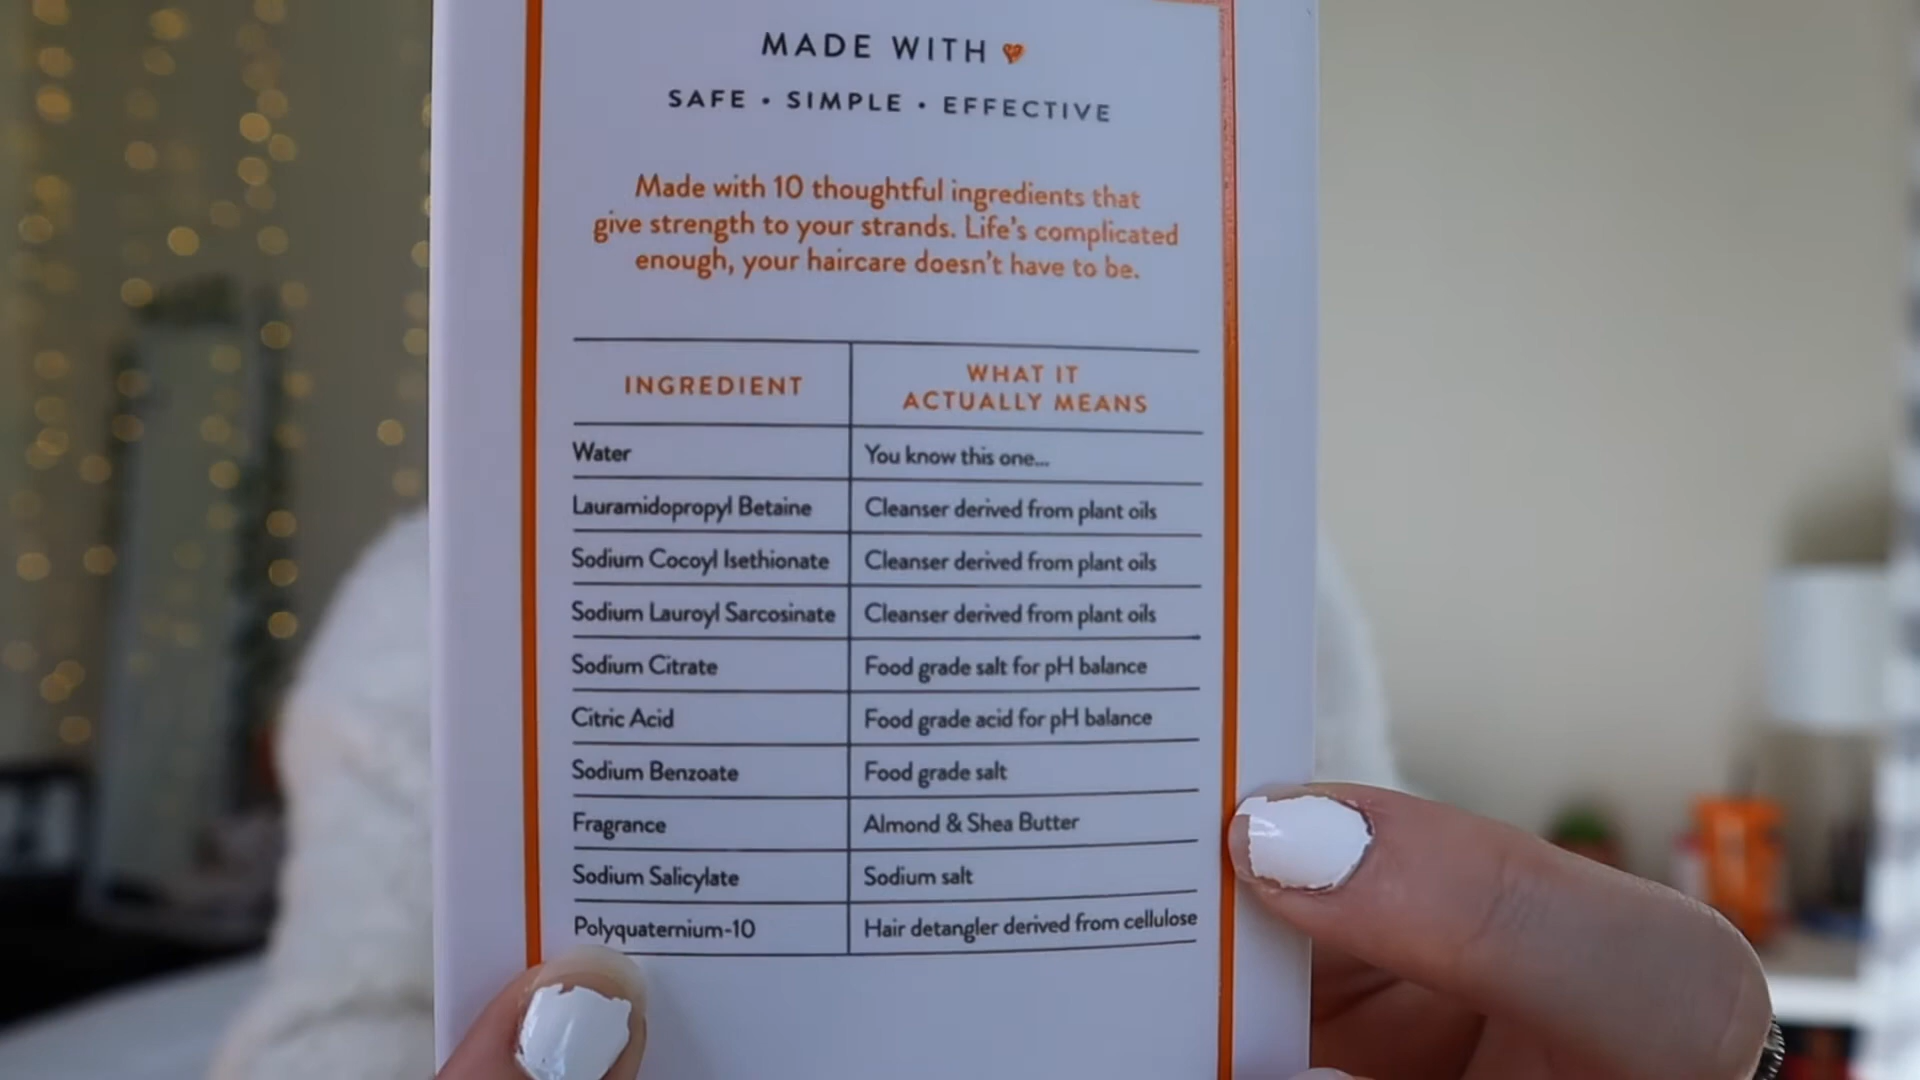 MADE WITH
SAFE • SIMPLE • EFFECTIVE
Made with 10 thoughtful ingredients that
give strength to your strands. Life's complicated
enough, your haircare doesn't have to be.
INGREDIENT WHAT IT ACTUALLY MEANS
Water You know this one...
Lauramidopropyl Betaine Cleanser derived from plant oils
Sodium Cocoyl Isethionate Cleanser derived from plant oils
Sodium Lauroyl Sarcosinate Cleanser derived from plant oils
Sodium Citrate Food grade salt for pH balance
Citric Acid Food grade acid for pH balance
Sodium Benzoate Food grade salt
Fragrance Almond & Shea Butter
Sodium Salicylate Sodium salt
Polyquaternium-10 Hair detangler derived from cellulose